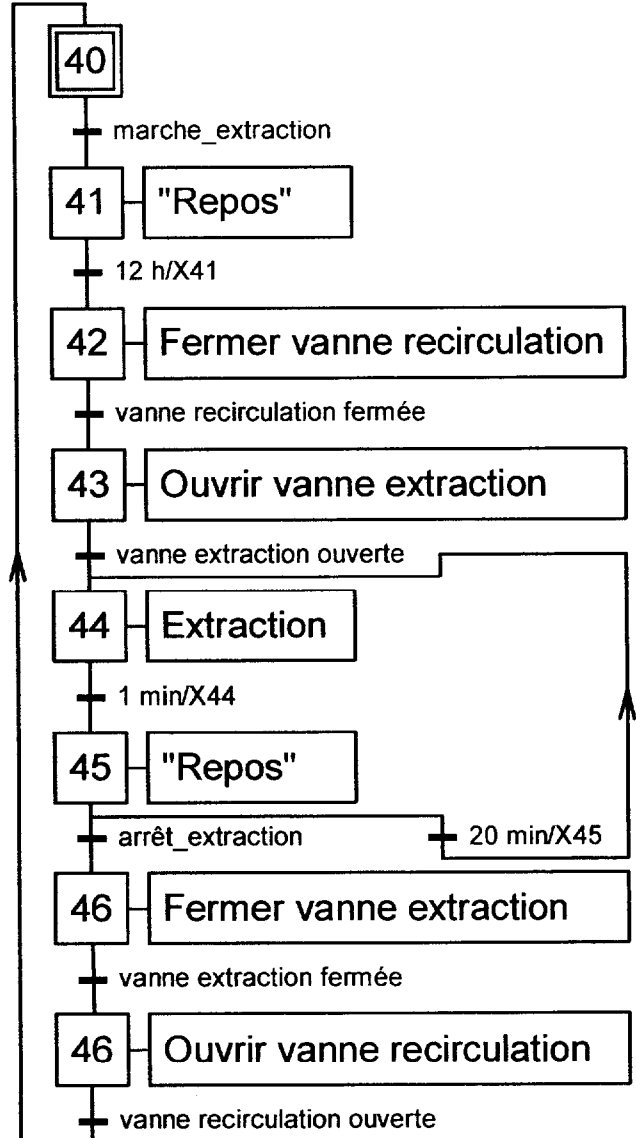 40
marche_extraction
41 "Repos"
12 h/X41
42 Fermer vanne recirculation
vanne recirculation fermée
43 Ouvrir vanne extraction
vanne extraction ouverte
44 Extraction
1 min/X44
45 "Repos"
arrêt_extraction 20 min/X45
46 Fermer vanne extraction
vanne extraction fermée
46 Ouvrir vanne recirculation
vanne recirculation ouverte